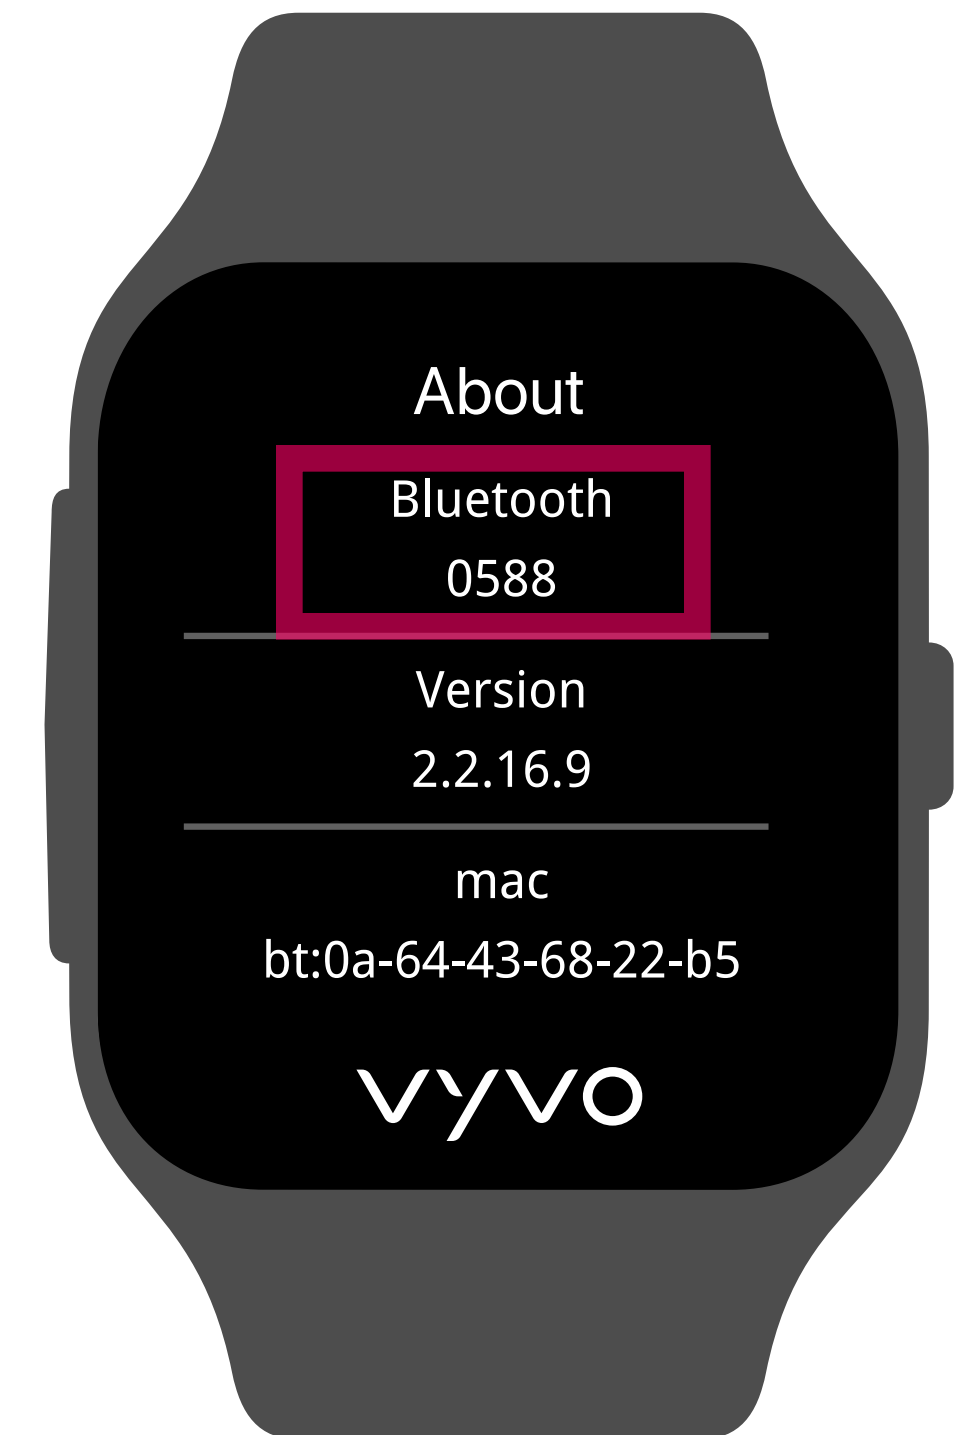 About
Bluetooth
0588
Version
2.2.16.9
mac
bt:0a-64-43-68-22-b5
vyvo